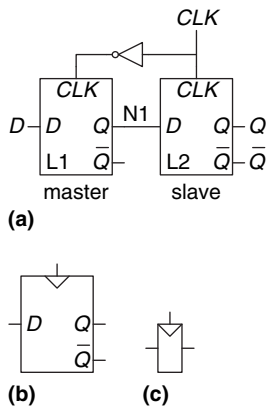 CLK
CLK CLK
D D Q N1 D Q Q
L1 Q̅ L2 Q̅ Q̅
master slave
(a)
D Q
Q̅
(b) (c)